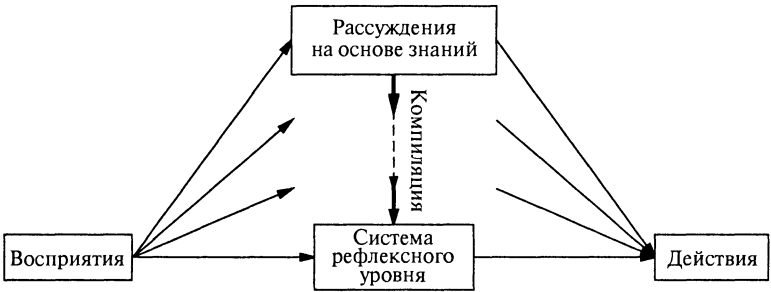 Рассуждения
на основе знаний
Компиляция
Восприятия
Система
рефлексного
уровня
Действия